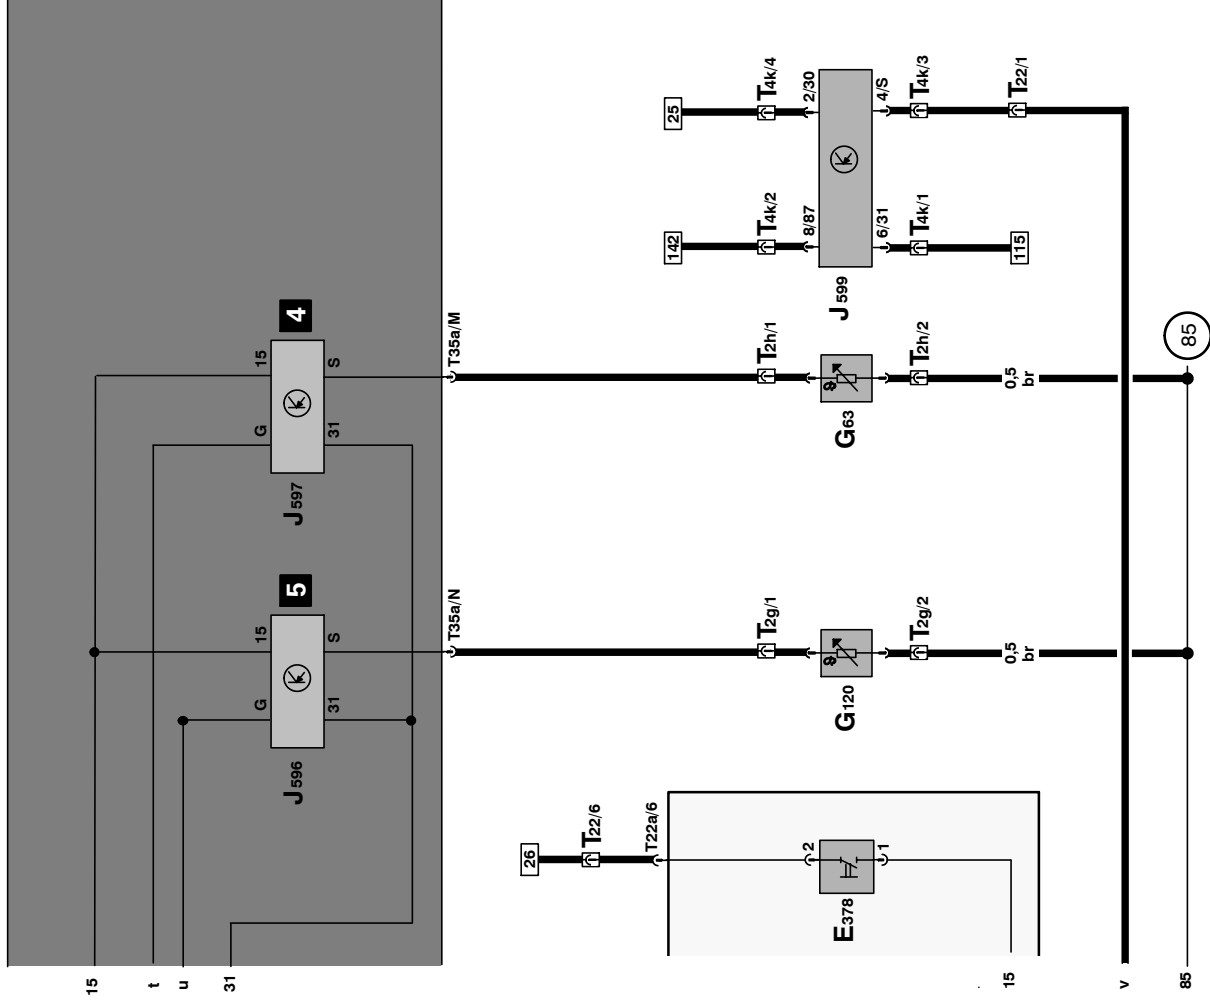 25
T4k/4
2/30
4/S
T4k/3
T22/1
142
T4k/2
8/87
6/31
T4k/1
115
J599
4
15
S
G
31
J597
T35a/M
T2h/1
T2h/2
0,5
br
G63
85
5
15
S
G
31
J596
T35a/N
T2g/1
T2g/2
0,5
br
G120
26
T22/6
T22a/6
2
1
E378
15
t
u
31
15
v
85